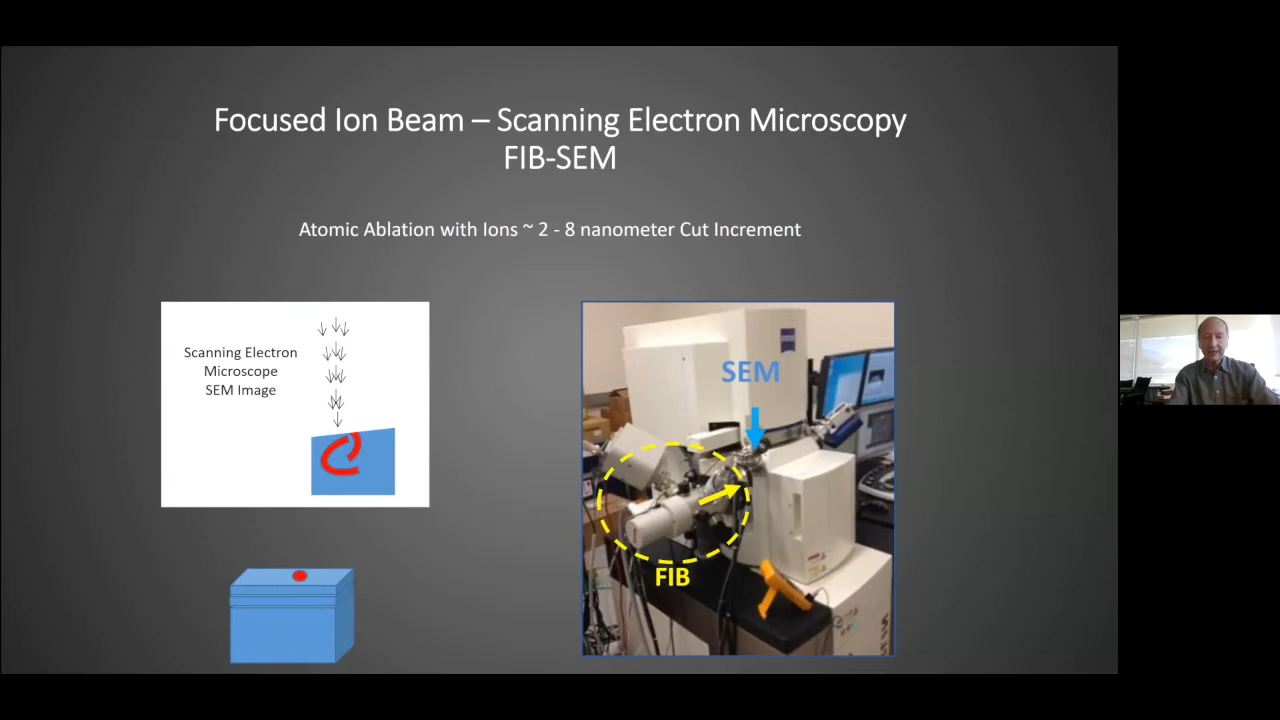 Focused Ion Beam – Scanning Electron Microscopy
FIB-SEM
Atomic Ablation with Ions ~ 2 - 8 nanometer Cut Increment
Scanning Electron
Microscope
SEM Image
SEM
FIB